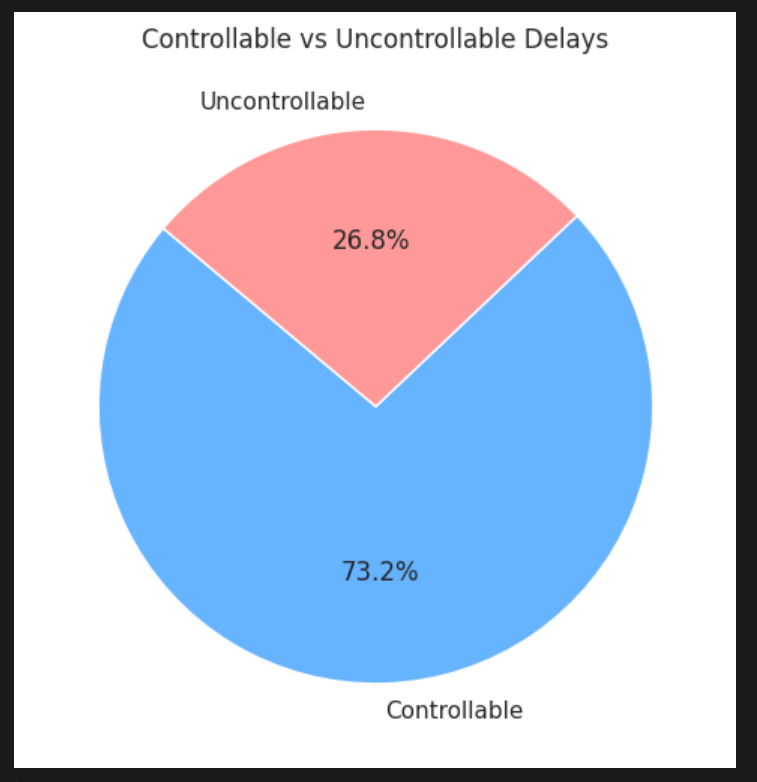 Controllable vs Uncontrollable Delays
Uncontrollable
26.8%
73.2%
Controllable